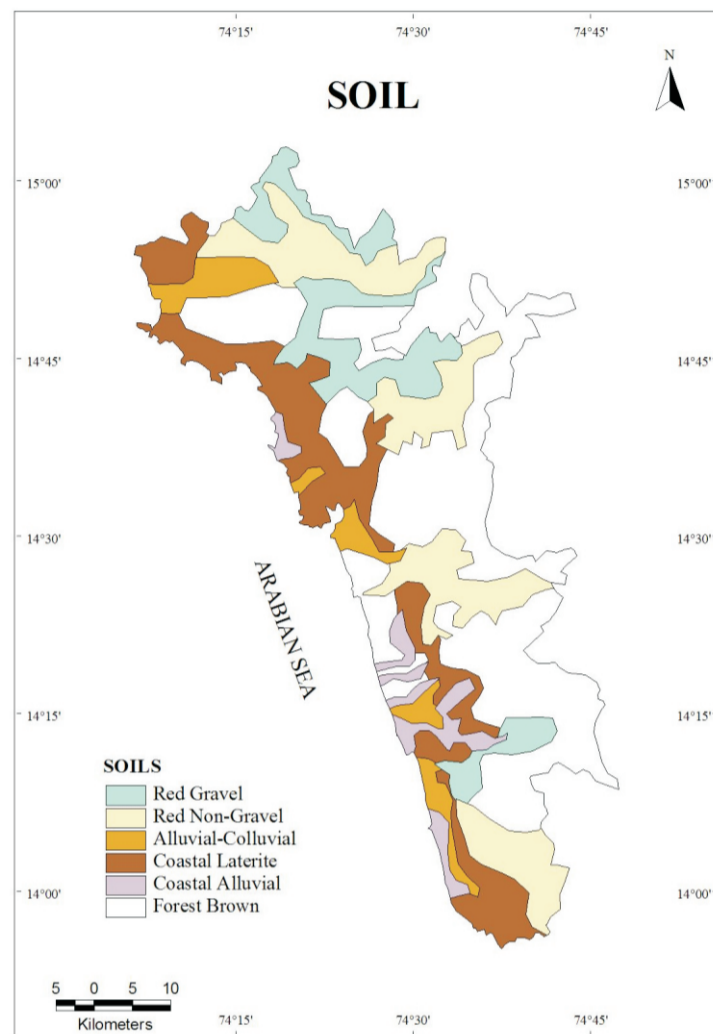 74°15' 74°30' 74°45'
N
SOIL
15°00' 15°00'
14°45' 14°45'
14°30' 14°30'
ARABIAN SEA
14°15' 14°15'
SOILS
Red Gravel
Red Non-Gravel
Alluvial-Colluvial
Coastal Laterite
Coastal Alluvial
Forest Brown
14°00' 14°00'
5 0 5 10
Kilometers
74°15' 74°30' 74°45'